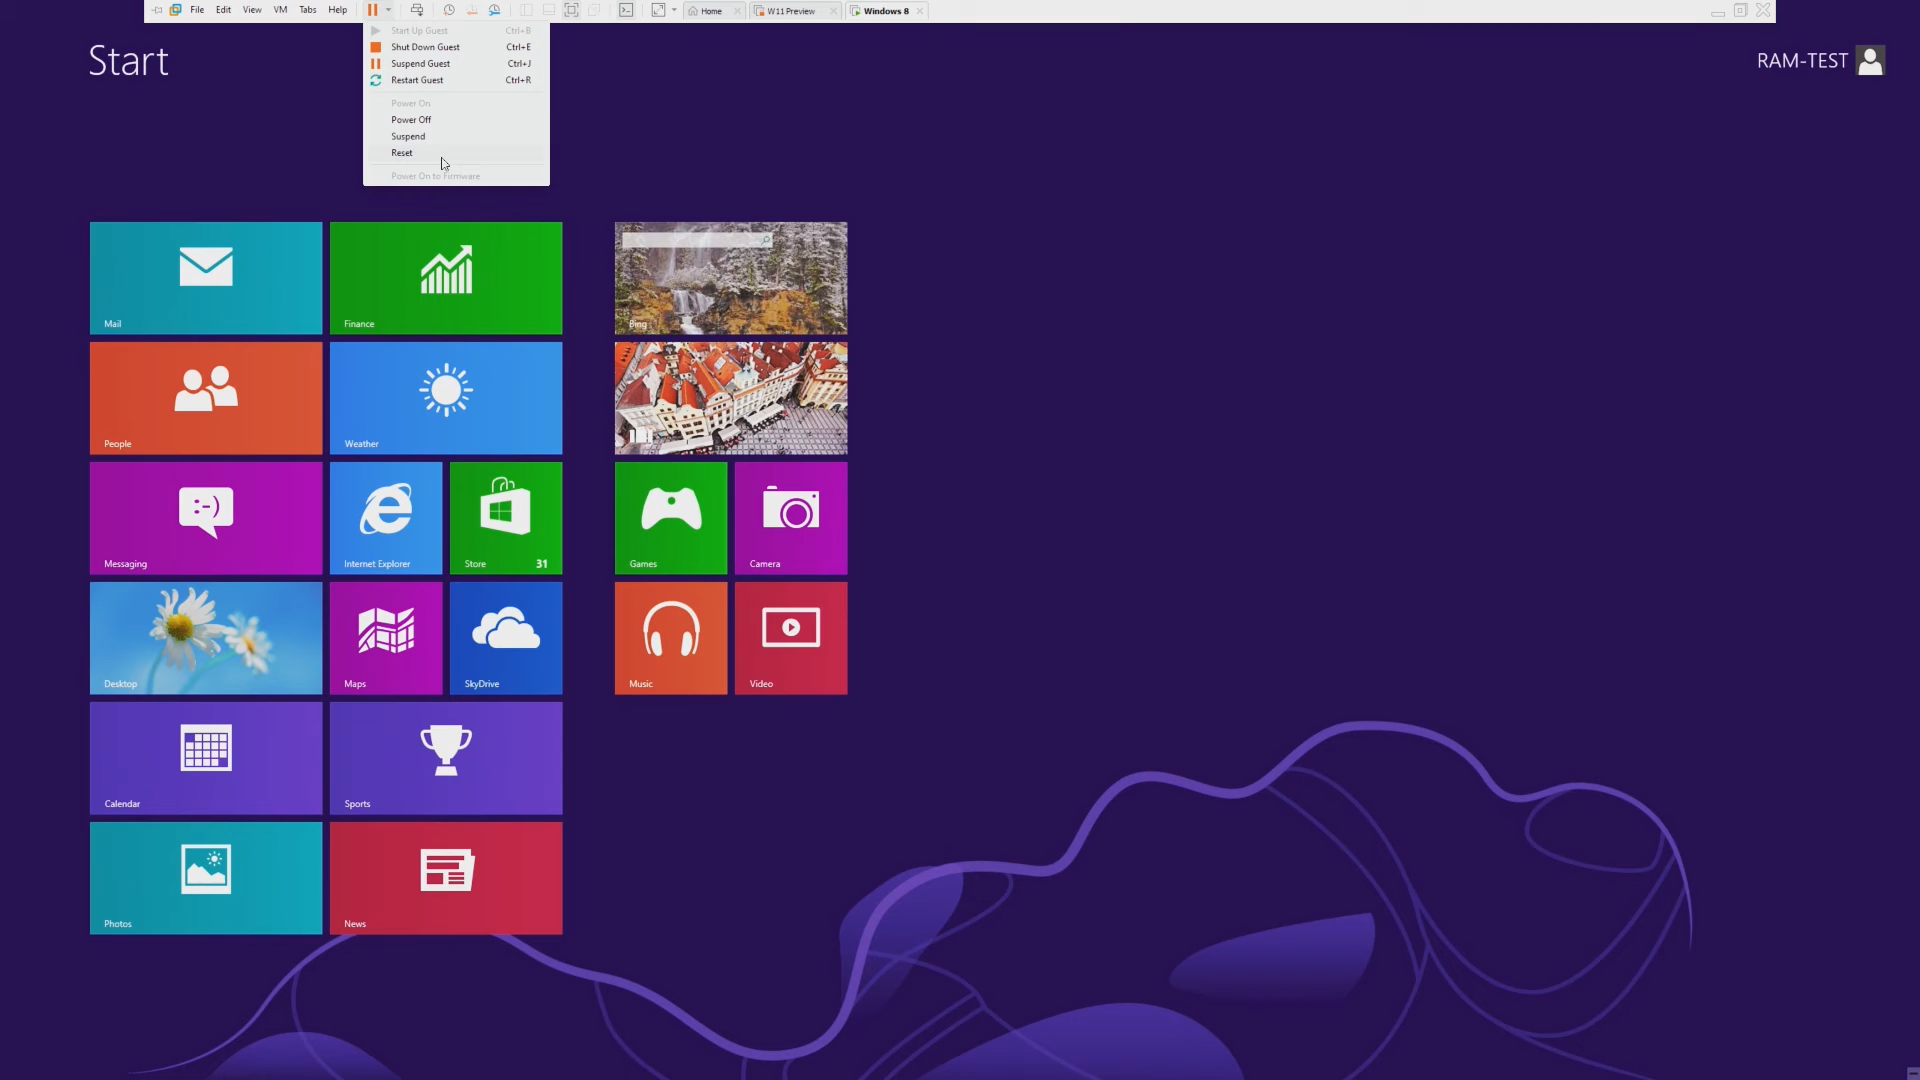 File Edit View VM Tabs Help
Home
W11 Preview
Windows 8
Start Up Guest Ctrl+B
Shut Down Guest Ctrl+E
Suspend Guest Ctrl+J
Restart Guest Ctrl+R
Power On
Power Off
Suspend
Reset
Power On to Firmware
Start
RAM-TEST
Mail
Finance
Bing
People
Weather
:-)
Messaging
Internet Explorer
Store 31
Games
Camera
Desktop
Maps
SkyDrive
Music
Video
Calendar
Sports
Photos
News